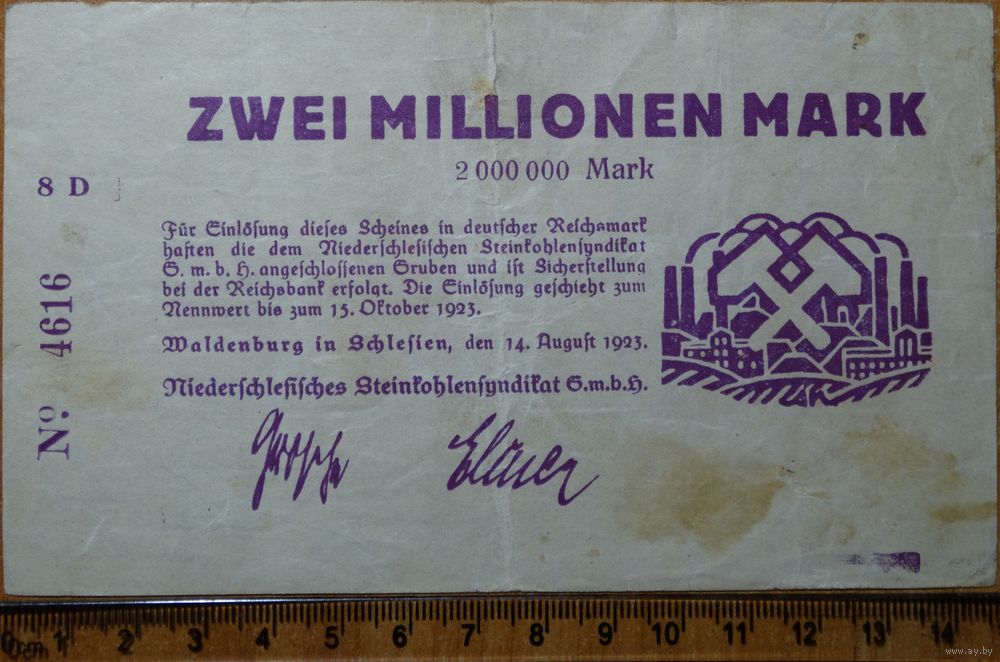 ZWEI MILLIONEN MARK
2 000 000 Mark
8 D
Für Einlösung dieses Scheines in deutscher Reichsmark
haften die dem Niederschlesischen Steinkohlensyndikat
G. m. b. H. angeschlossenen Gruben und ist Sicherstellung
bei der Reichsbank erfolgt. Die Einlösung geschieht zum
Nennwert bis zum 15. Oktober 1923.
Waldenburg in Schlesien, den 14. August 1923.
Niederschlesisches Steinkohlensyndikat G.m.b.H.
No. 4616
0cm 1 2 3 4 5 6 7 8 9 10 11 12 13 14
www.ay.by